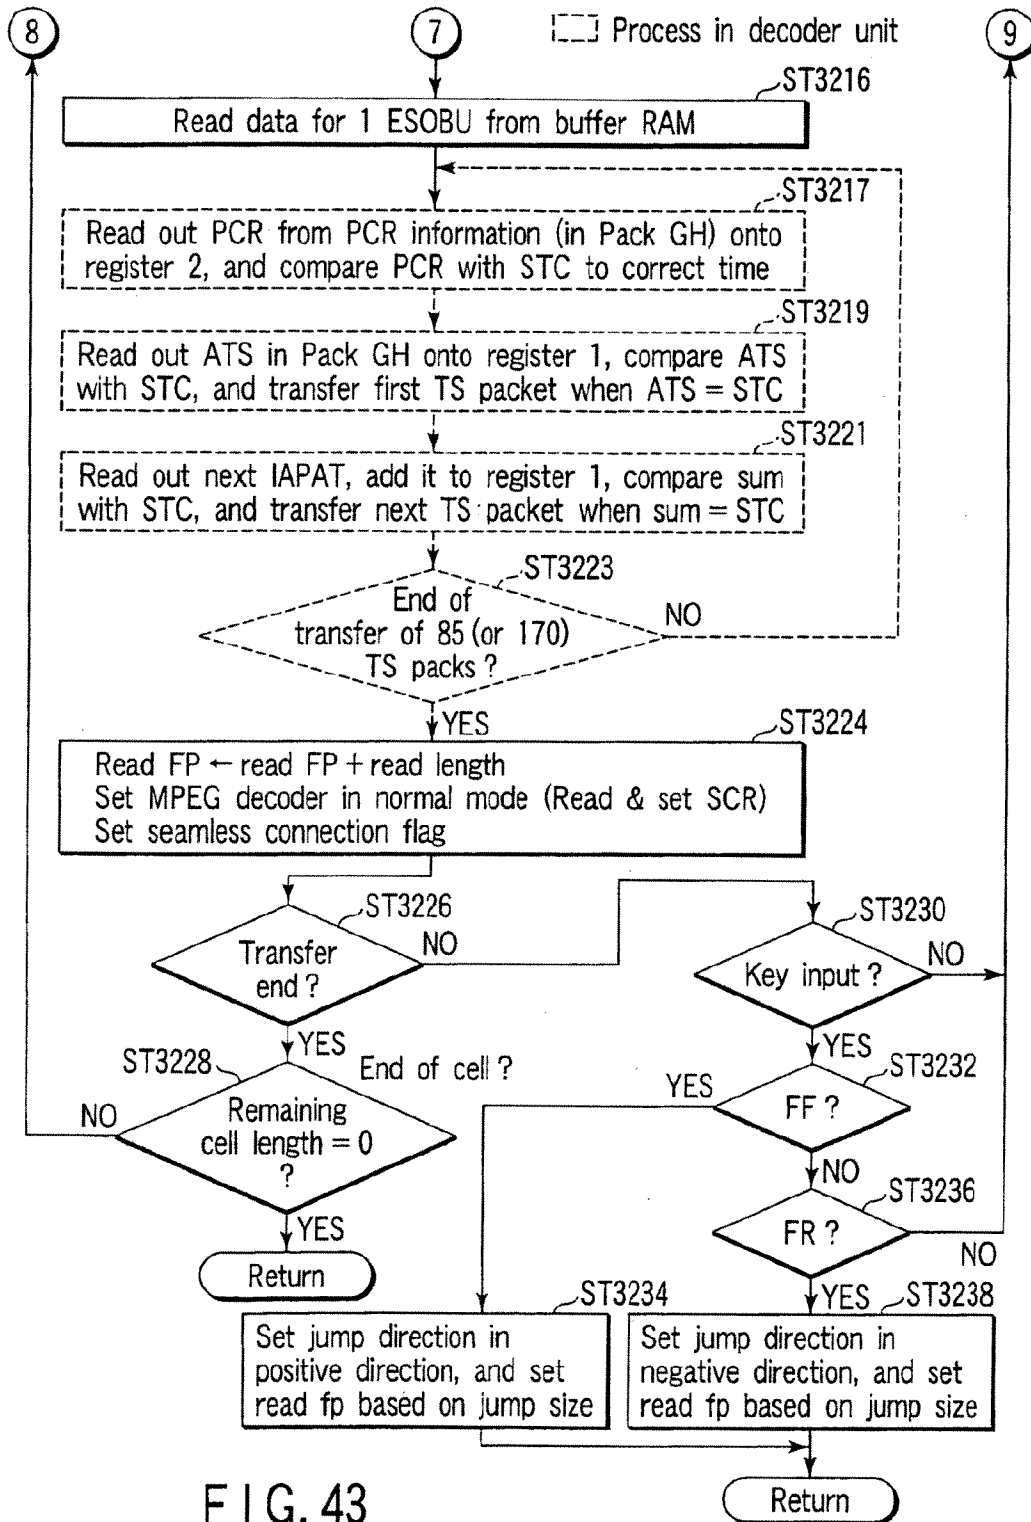 8
7
Process in decoder unit
9
ST3216
Read data for 1 ESOBU from buffer RAM
ST3217
Read out PCR from PCR information (in Pack GH) onto
register 2, and compare PCR with STC to correct time
ST3219
Read out ATS in Pack GH onto register 1, compare ATS
with STC, and transfer first TS packet when ATS = STC
ST3221
Read out next IAPAT, add it to register 1, compare sum
with STC, and transfer next TS packet when sum = STC
ST3223
End of
transfer of 85 (or 170)
TS packs ?
NO
YES
ST3224
Read FP ← read FP + read length
Set MPEG decoder in normal mode (Read & set SCR)
Set seamless connection flag
ST3226
Transfer
end ?
NO
YES
ST3230
Key input ?
NO
YES
ST3228
End of cell ?
Remaining
cell length = 0
?
NO
YES
Return
ST3232
FF ?
YES
NO
ST3236
FR ?
NO
YES
ST3234
Set jump direction in
positive direction, and set
read fp based on jump size
ST3238
Set jump direction in
negative direction, and set
read fp based on jump size
Return
FIG. 43